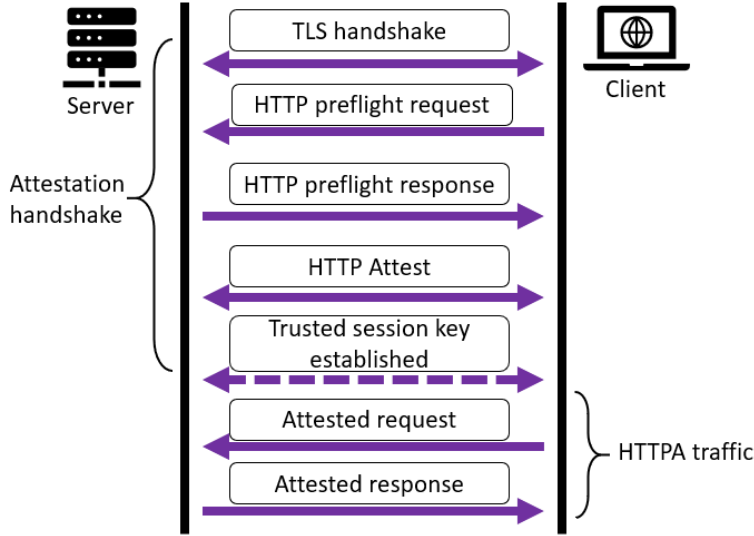 TLS handshake
Server
Client
HTTP preflight request
Attestation
handshake
HTTP preflight response
HTTP Attest
Trusted session key
established
Attested request
HTTPA traffic
Attested response